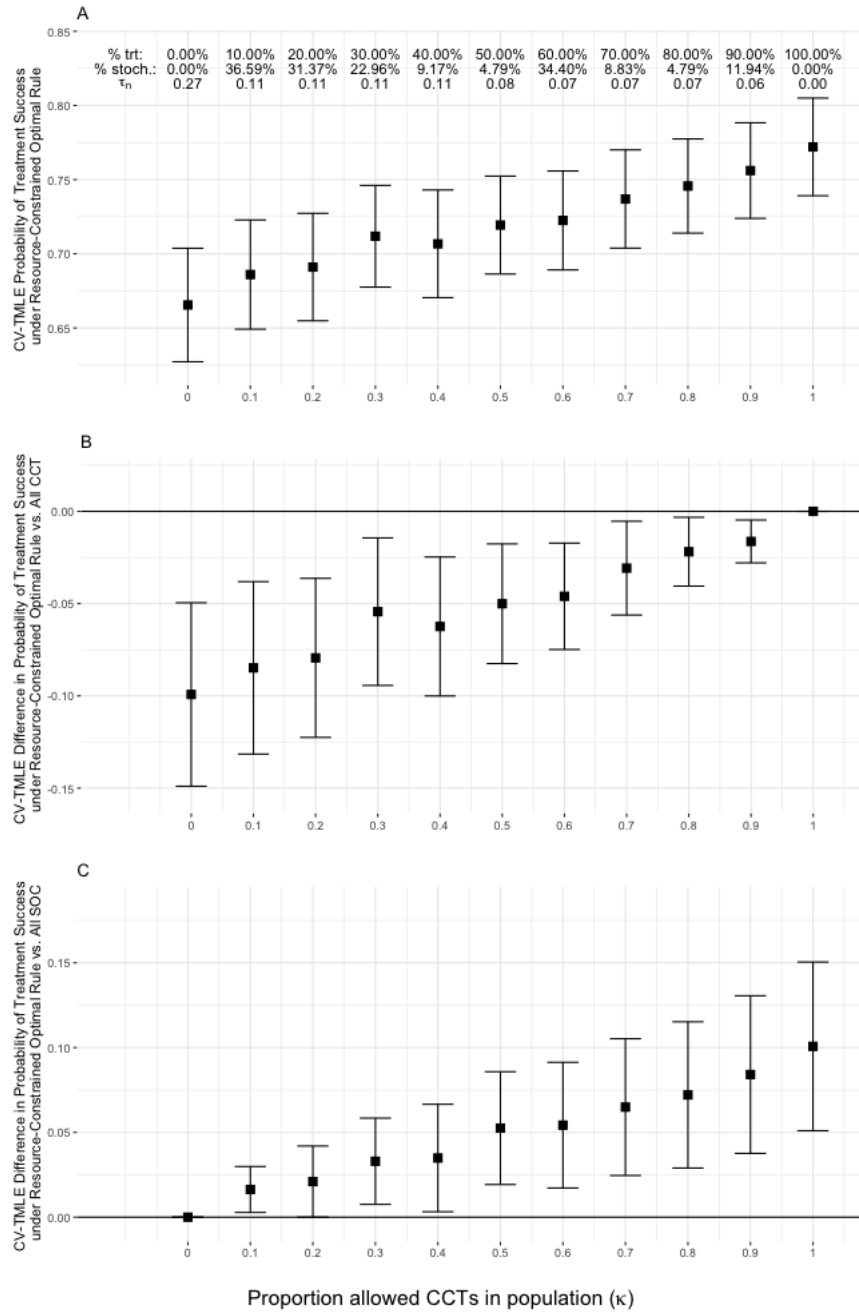 A
CV-TMLE Probability of Treatment Success
under Resource-Constrained Optimal Rule
0.85
0.80
0.75
0.70
0.65
% trt: 0.00% 10.00% 20.00% 30.00% 40.00% 50.00% 60.00% 70.00% 80.00% 90.00% 100.00%
% stoch.: 0.00% 36.59% 31.37% 22.96% 9.17% 4.79% 34.40% 8.83% 4.79% 11.94% 0.00%
τn 0.27 0.11 0.11 0.11 0.11 0.08 0.07 0.07 0.07 0.06 0.00
0 0.1 0.2 0.3 0.4 0.5 0.6 0.7 0.8 0.9 1
B
CV-TMLE Difference in Probability of Treatment Success
under Resource-Constrained Optimal Rule vs. All CCT
0.00
-0.05
-0.10
-0.15
0 0.1 0.2 0.3 0.4 0.5 0.6 0.7 0.8 0.9 1
C
CV-TMLE Difference in Probability of Treatment Success
under Resource-Constrained Optimal Rule vs. All SOC
0.15
0.10
0.05
0.00
0 0.1 0.2 0.3 0.4 0.5 0.6 0.7 0.8 0.9 1
Proportion allowed CCTs in population (κ)